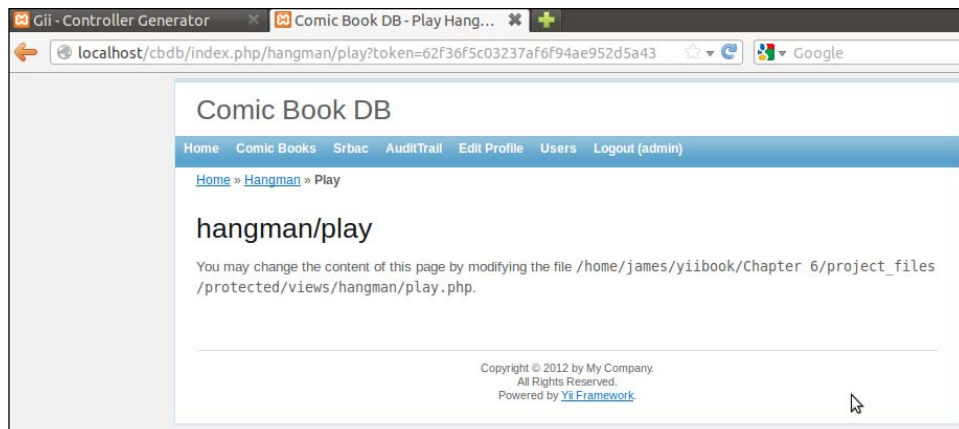 Gii - Controller Generator
Comic Book DB - Play Hang...
localhost/cbdb/index.php/hangman/play?token=62f36f5c03237af6f94ae952d5a43
Google
Comic Book DB
Home Comic Books Srbac AuditTrail Edit Profile Users Logout (admin)
Home » Hangman » Play
hangman/play
You may change the content of this page by modifying the file /home/james/yiibook/Chapter 6/project_files
/protected/views/hangman/play.php.
Copyright © 2012 by My Company.
All Rights Reserved.
Powered by Yii Framework.